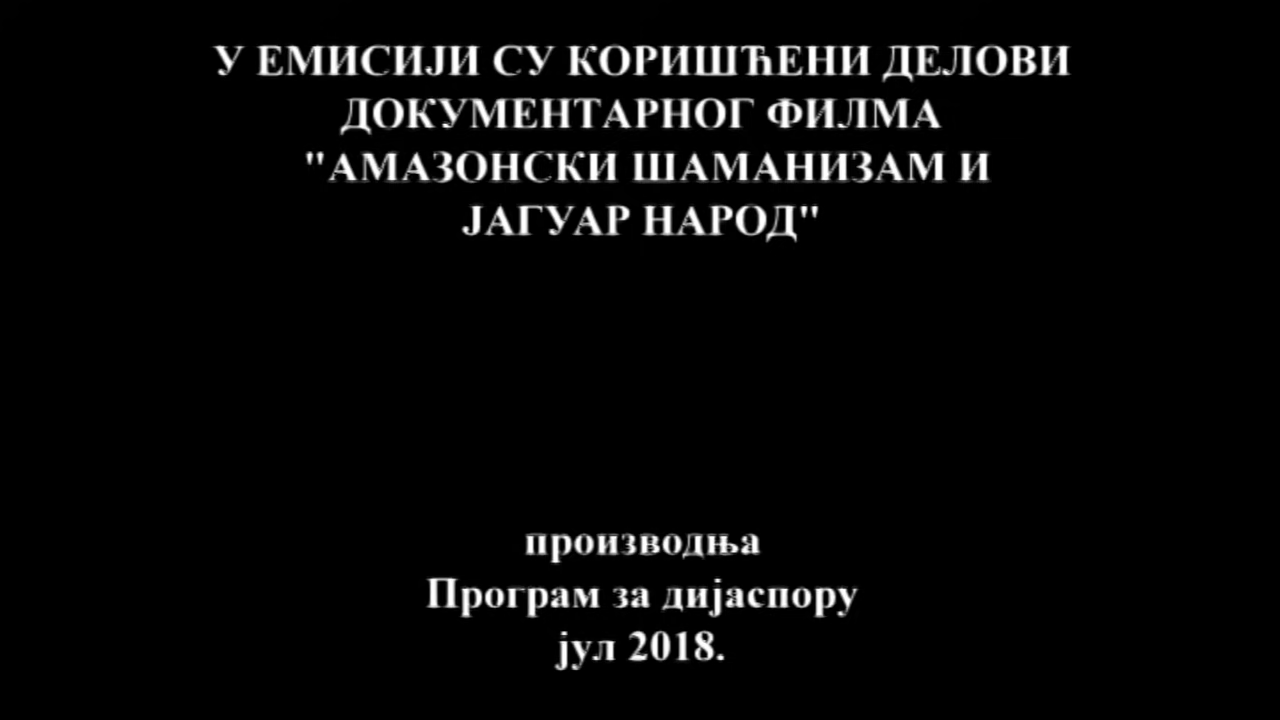 У ЕМИСИЈИ СУ КОРИШЋЕНИ ДЕЛОВИ
ДОКУМЕНТАРНОГ ФИЛМА
"АМАЗОНСКИ ШАМАНИЗАМ И
ЈАГУАР НАРОД"
производња
Програм за дијаспору
јул 2018.